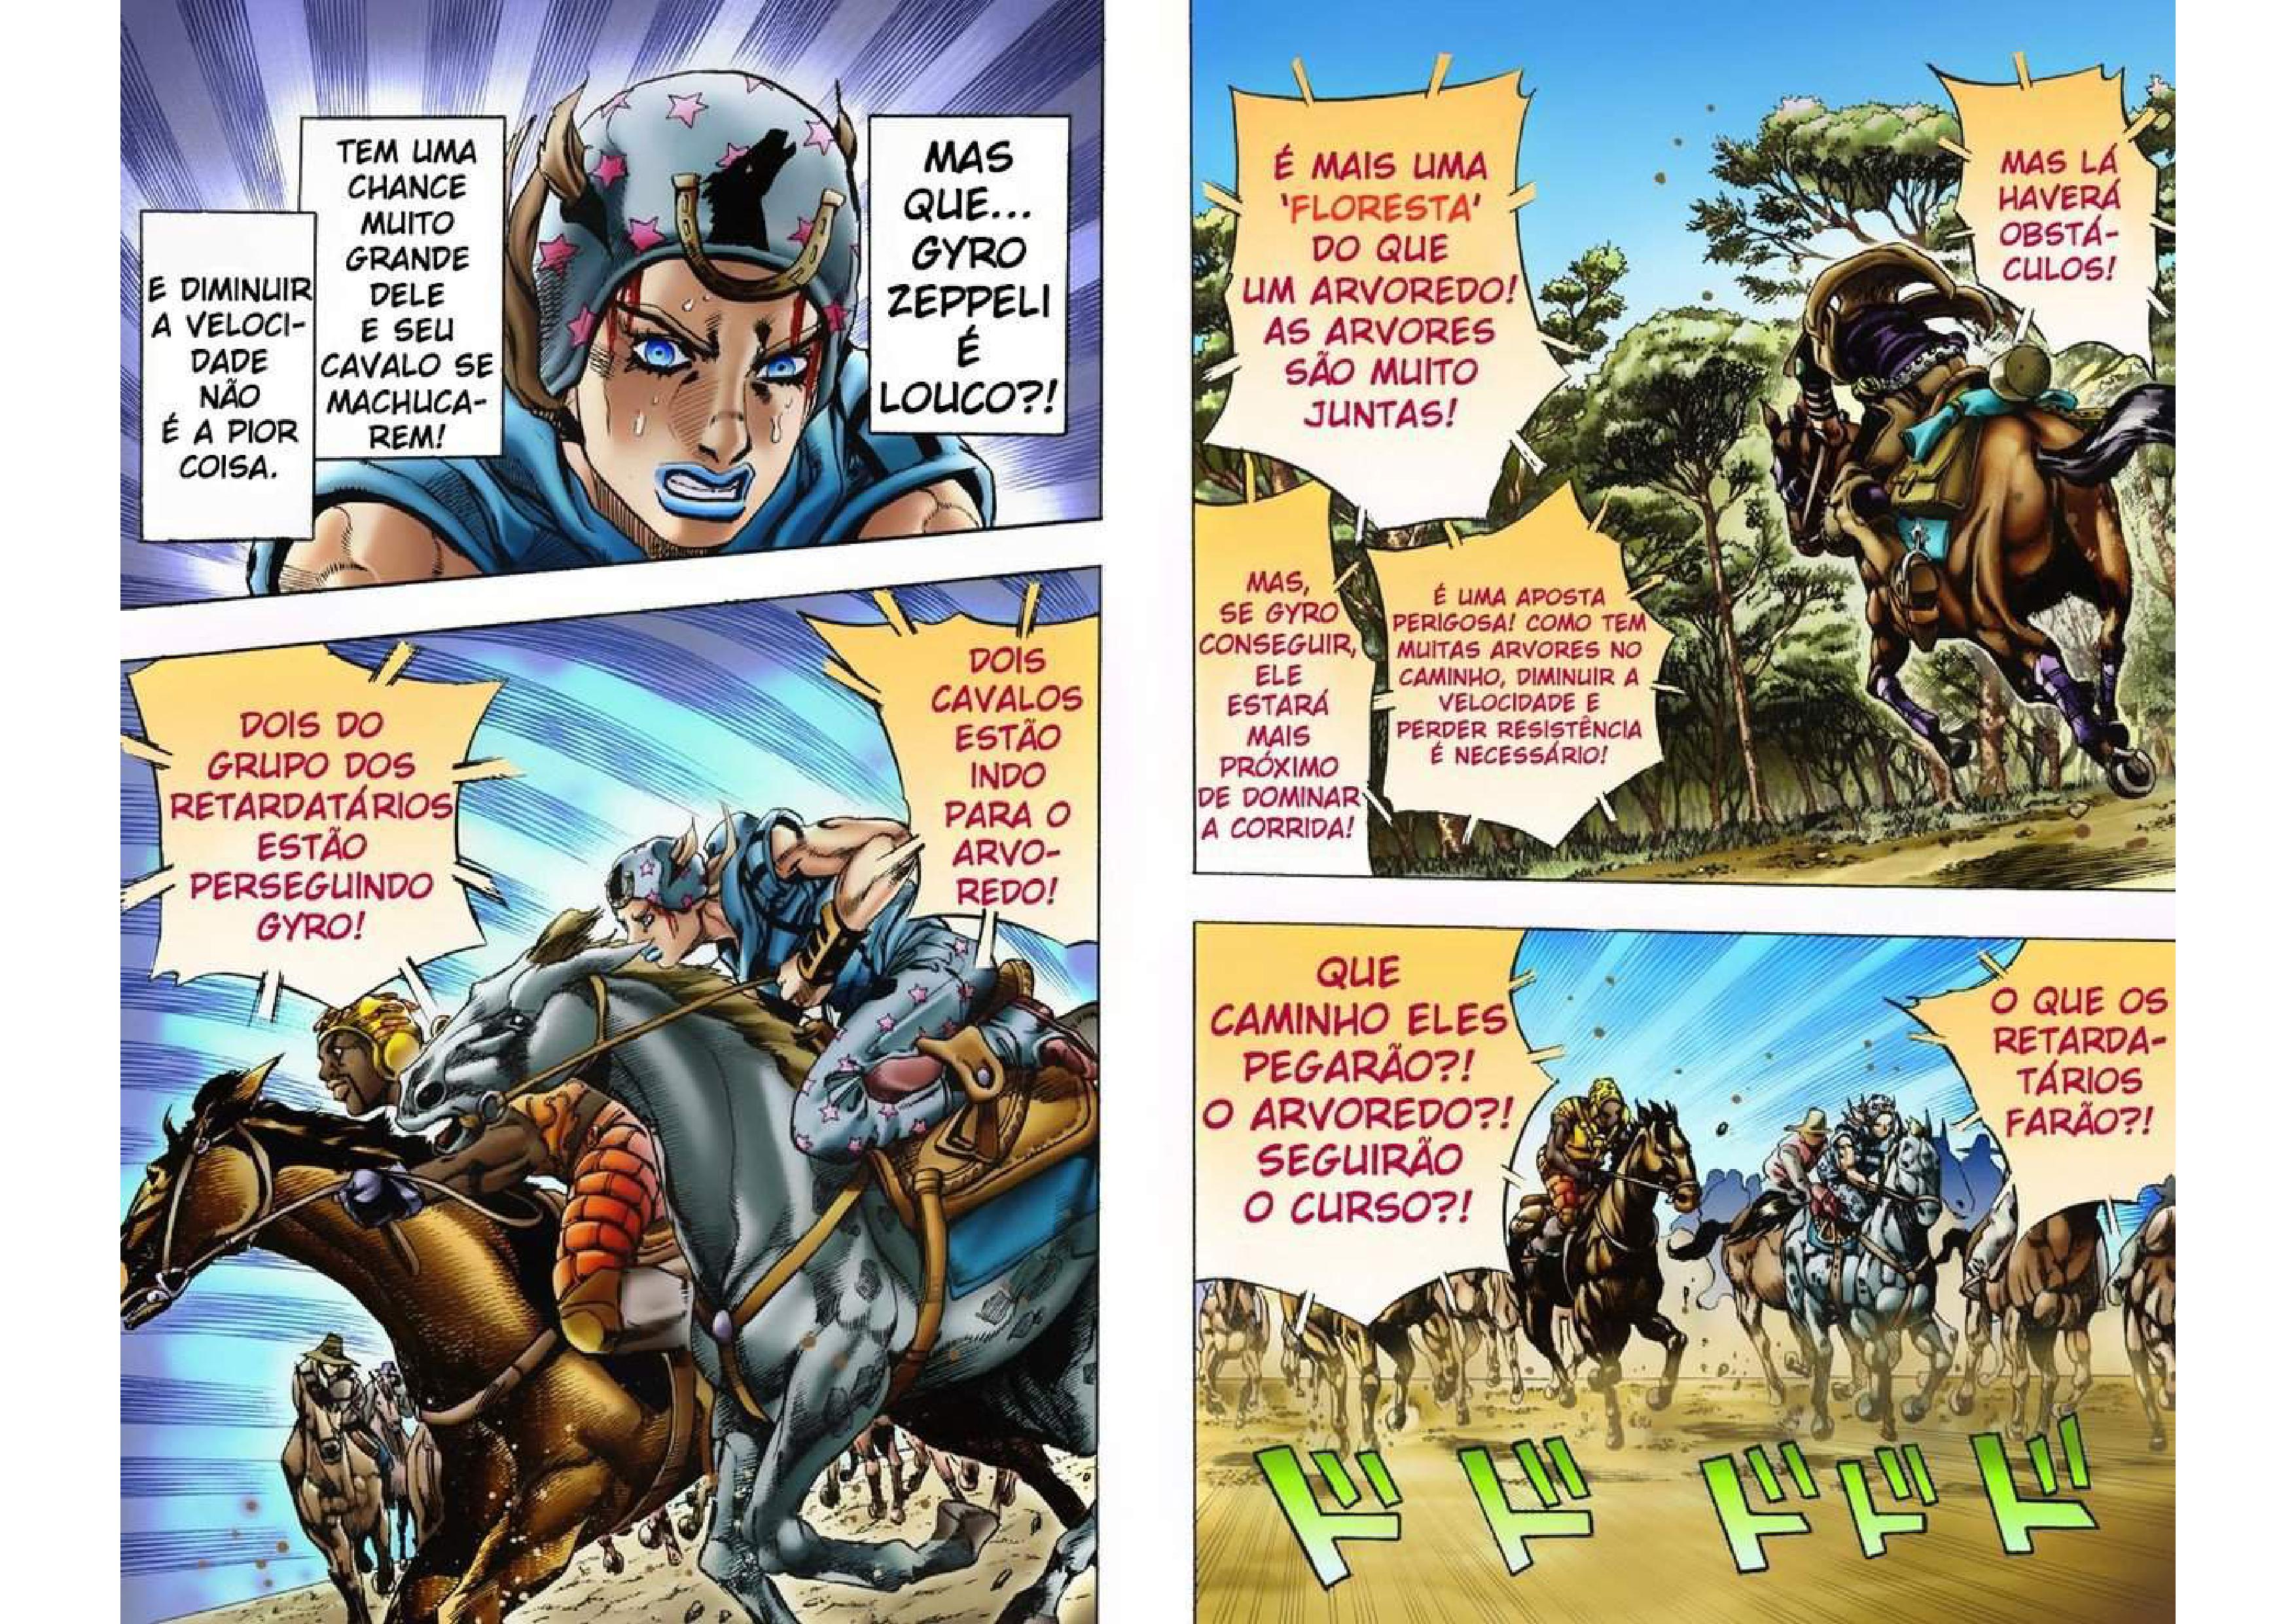 MAS LÁ
HAVERÁ
OBSTÁ-
CULOS!
É MAIS UMA
'FLORESTA'
DO QUE
UM ARVOREDO!
AS ARVORES
SÃO MUITO
JUNTAS!
É UMA APOSTA
PERIGOSA! COMO TEM
MUITAS ARVORES NO
CAMINHO, DIMINUIR A
VELOCIDADE E
PERDER RESISTÊNCIA
É NECESSÁRIO!
MAS,
SE GYRO
CONSEGUIR,
ELE
ESTARÁ
MAIS
PRÓXIMO
DE DOMINAR
A CORRIDA!
O QUE OS
RETARDA-
TÁRIOS
FARÃO?!
QUE
CAMINHO ELES
PEGARÃO?!
O ARVOREDO?!
SEGUIRÃO
O CURSO?!
ドド ドドド
MAS
QUE...
GYRO
ZEPPELI
É
LOUCO?!
TEM UMA
CHANCE
MUITO
GRANDE
DELE
E SEU
CAVALO SE
MACHUCA-
REM!
E DIMINUIR
A VELOCI-
DADE
NÃO
É A PIOR
COISA.
DOIS
CAVALOS
ESTÃO
INDO
PARA O
ARVO-
REDO!
DOIS DO
GRUPO DOS
RETARDATÁRIOS
ESTÃO
PERSEGUINDO
GYRO!